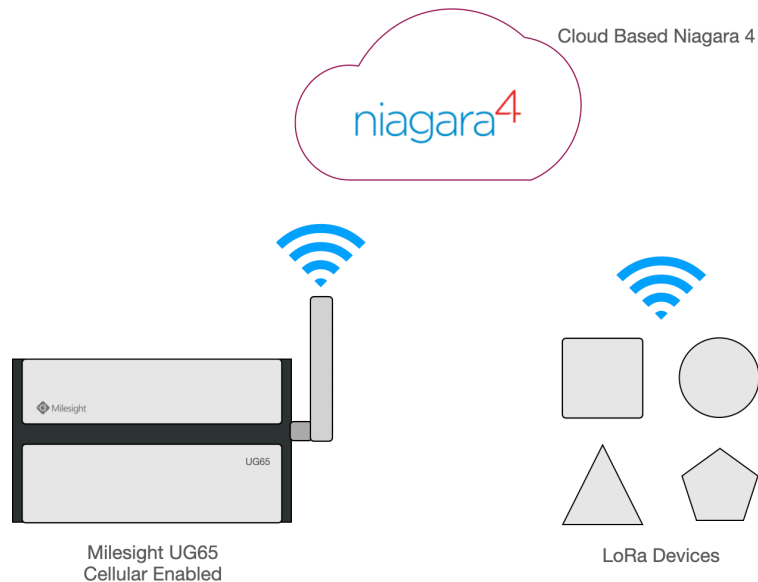 Cloud Based Niagara 4
niagara4
Milesight
UG65
Milesight UG65
Cellular Enabled
LoRa Devices